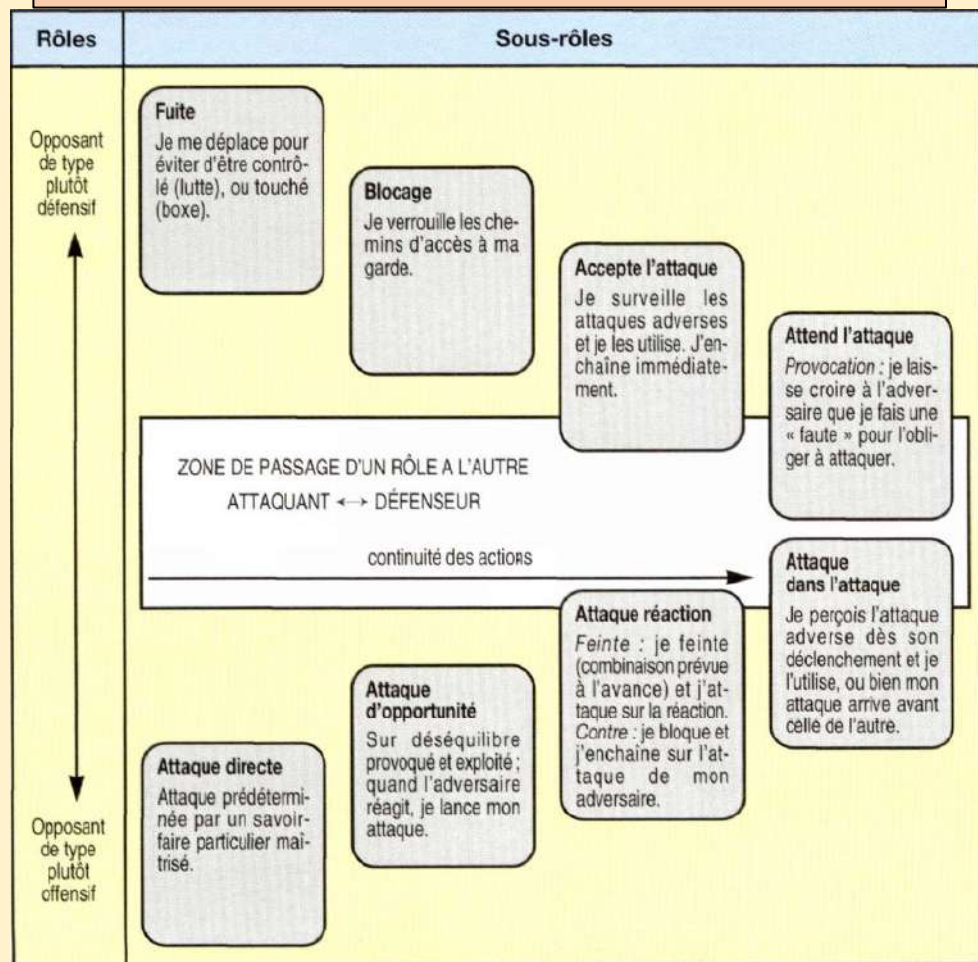 Rôles
Sous-rôles
Opposant
de type
plutôt
défensif
Fuite
Je me déplace pour
éviter d'être contrô-
lé (lutte), ou touché
(boxe).
Blocage
Je verrouille les che-
mins d'accès à ma
garde.
Accepte l'attaque
Je surveille les
attaques adverses
et je les utilise. J'en-
chaîne immédiate-
ment.
Attend l'attaque
Provocation : je lais-
se croire à l'adver-
saire que je fais une
« faute » pour l'obli-
ger à attaquer.
ZONE DE PASSAGE D'UN RÔLE A L'AUTRE
ATTAQUANT ↔ DÉFENSEUR
continuité des actions
Opposant
de type
plutôt
offensif
Attaque directe
Attaque prédétermi-
née par un savoir-
faire particulier maî-
trisé.
Attaque
d'opportunité
Sur déséquilibre
provoqué et exploité ;
quand l'adversaire
réagit, je lance mon
attaque.
Attaque réaction
Feinte : je feinte
(combinaison prévue
à l'avance) et j'at-
taque sur la réaction.
Contre : je bloque et
j'enchaîne sur l'at-
taque de mon
adversaire.
Attaque
dans l'attaque
Je perçois l'attaque
adverse dès son
déclenchement et je
l'utilise, ou bien mon
attaque arrive avant
celle de l'autre.